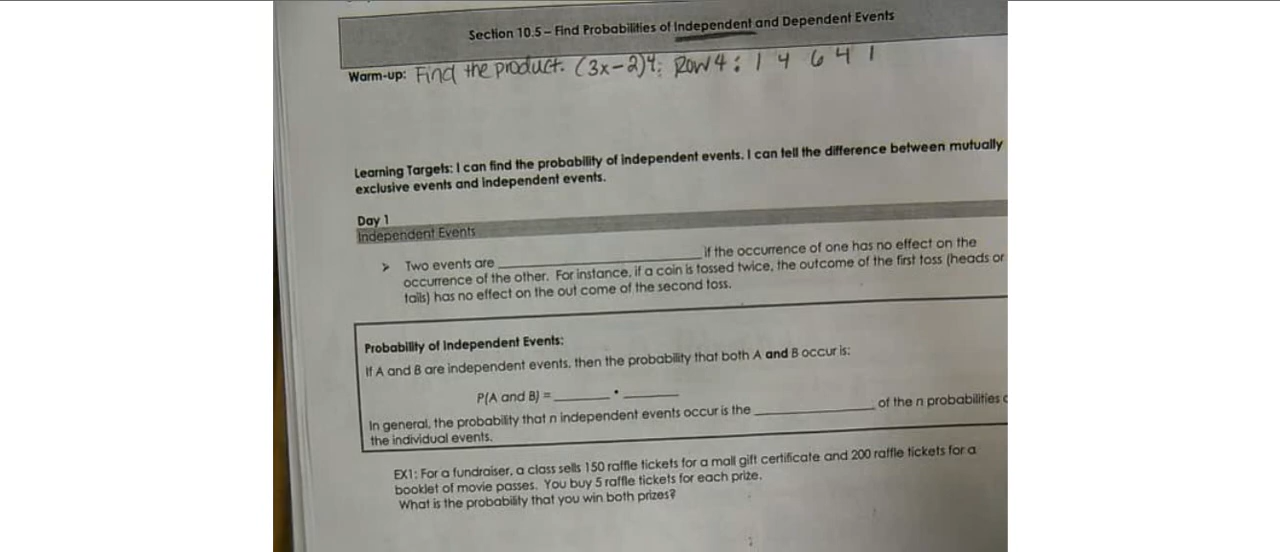 Section 10.5 – Find Probabilities of Independent and Dependent Events
Warm-up: Find the product. (3x-2)4; Row 4: 1 4 6 4 1
Learning Targets: I can find the probability of independent events. I can tell the difference between mutually
exclusive events and independent events.
Day 1
Independent Events
➤ Two events are ____________________ if the occurrence of one has no effect on the
occurrence of the other. For instance, if a coin is tossed twice, the outcome of the first toss (heads or
tails) has no effect on the out come of the second toss.
Probability of Independent Events:
If A and B are independent events, then the probability that both A and B occur is:
P(A and B) = ________ • ________
In general, the probability that n independent events occur is the ________________ of the n probabilities
the individual events.
EX1: For a fundraiser, a class sells 150 raffle tickets for a mall gift certificate and 200 raffle tickets for a
booklet of movie passes. You buy 5 raffle tickets for each prize.
What is the probability that you win both prizes?